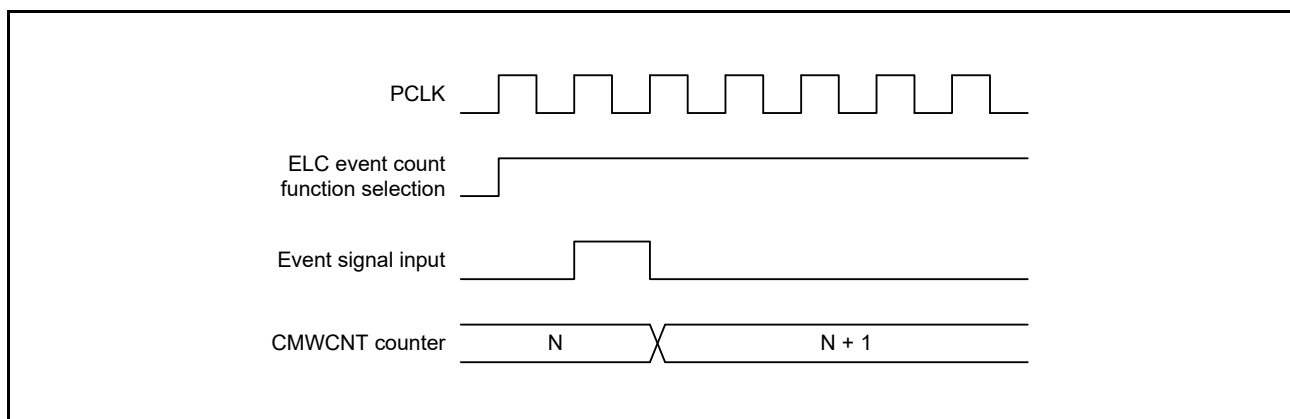 PCLK
ELC event count
function selection
Event signal input
CMWCNT counter
N
N + 1